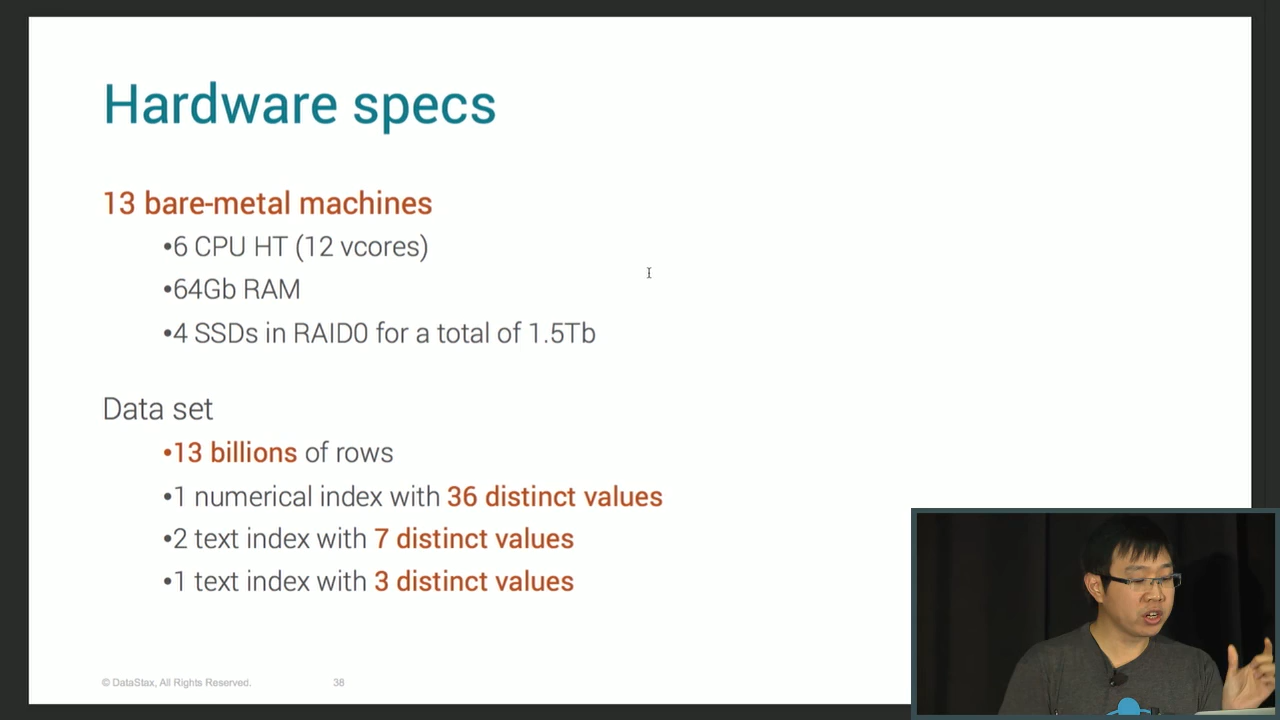 Hardware specs
13 bare-metal machines
•6 CPU HT (12 vcores)
•64Gb RAM
•4 SSDs in RAID0 for a total of 1.5Tb
Data set
•13 billions of rows
•1 numerical index with 36 distinct values
•2 text index with 7 distinct values
•1 text index with 3 distinct values
© DataStax, All Rights Reserved. 38